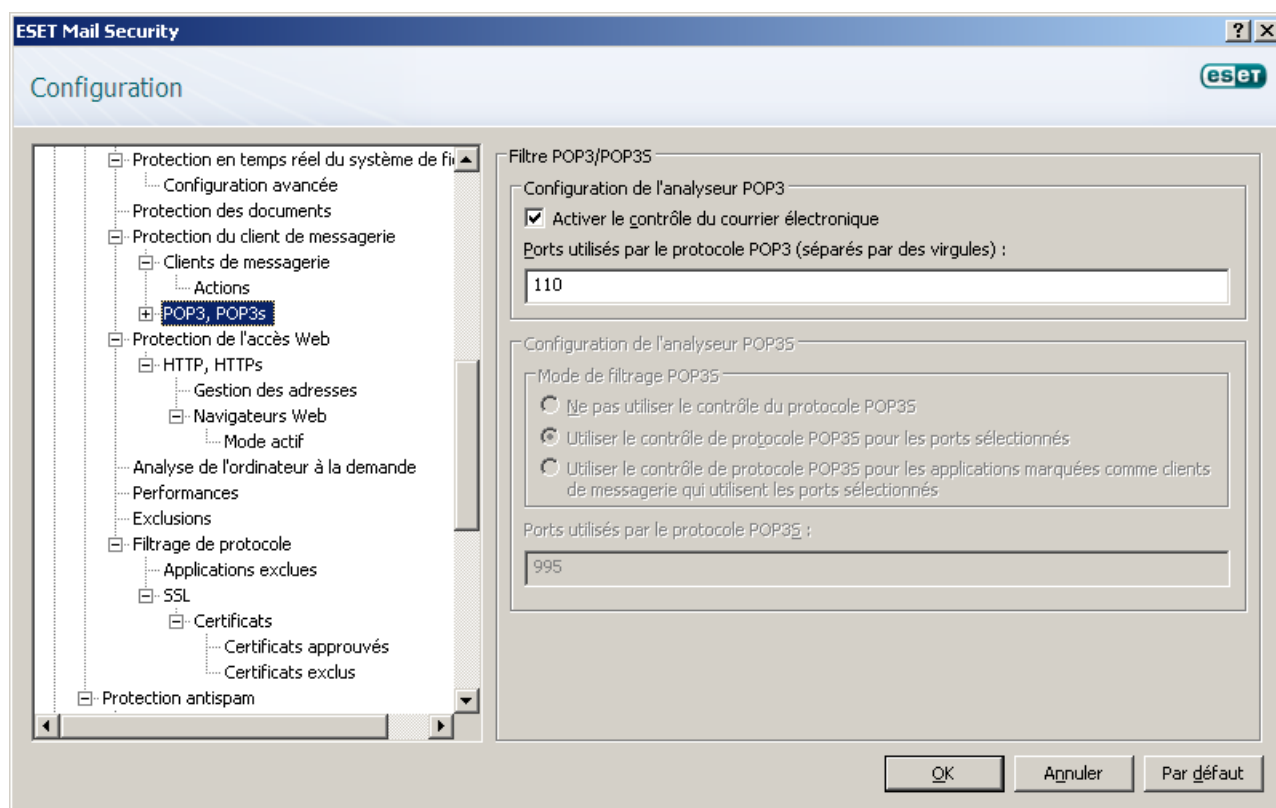 ESET Mail Security
Configuration
eseT
Protection en temps réel du système de fi
Configuration avancée
Protection des documents
Protection du client de messagerie
Clients de messagerie
Actions
POP3, POP3s
Protection de l'accès Web
HTTP, HTTPs
Gestion des adresses
Navigateurs Web
Mode actif
Analyse de l'ordinateur à la demande
Performances
Exclusions
Filtrage de protocole
Applications exclues
SSL
Certificats
Certificats approuvés
Certificats exclus
Protection antispam
Filtre POP3/POP3S
Configuration de l'analyseur POP3
Activer le contrôle du courrier électronique
Ports utilisés par le protocole POP3 (séparés par des virgules) :
110
Configuration de l'analyseur POP3S
Mode de filtrage POP3S
Ne pas utiliser le contrôle du protocole POP3S
Utiliser le contrôle de protocole POP3S pour les ports sélectionnés
Utiliser le contrôle de protocole POP3S pour les applications marquées comme clients
de messagerie qui utilisent les ports sélectionnés
Ports utilisés par le protocole POP3S :
995
OK
Annuler
Par défaut